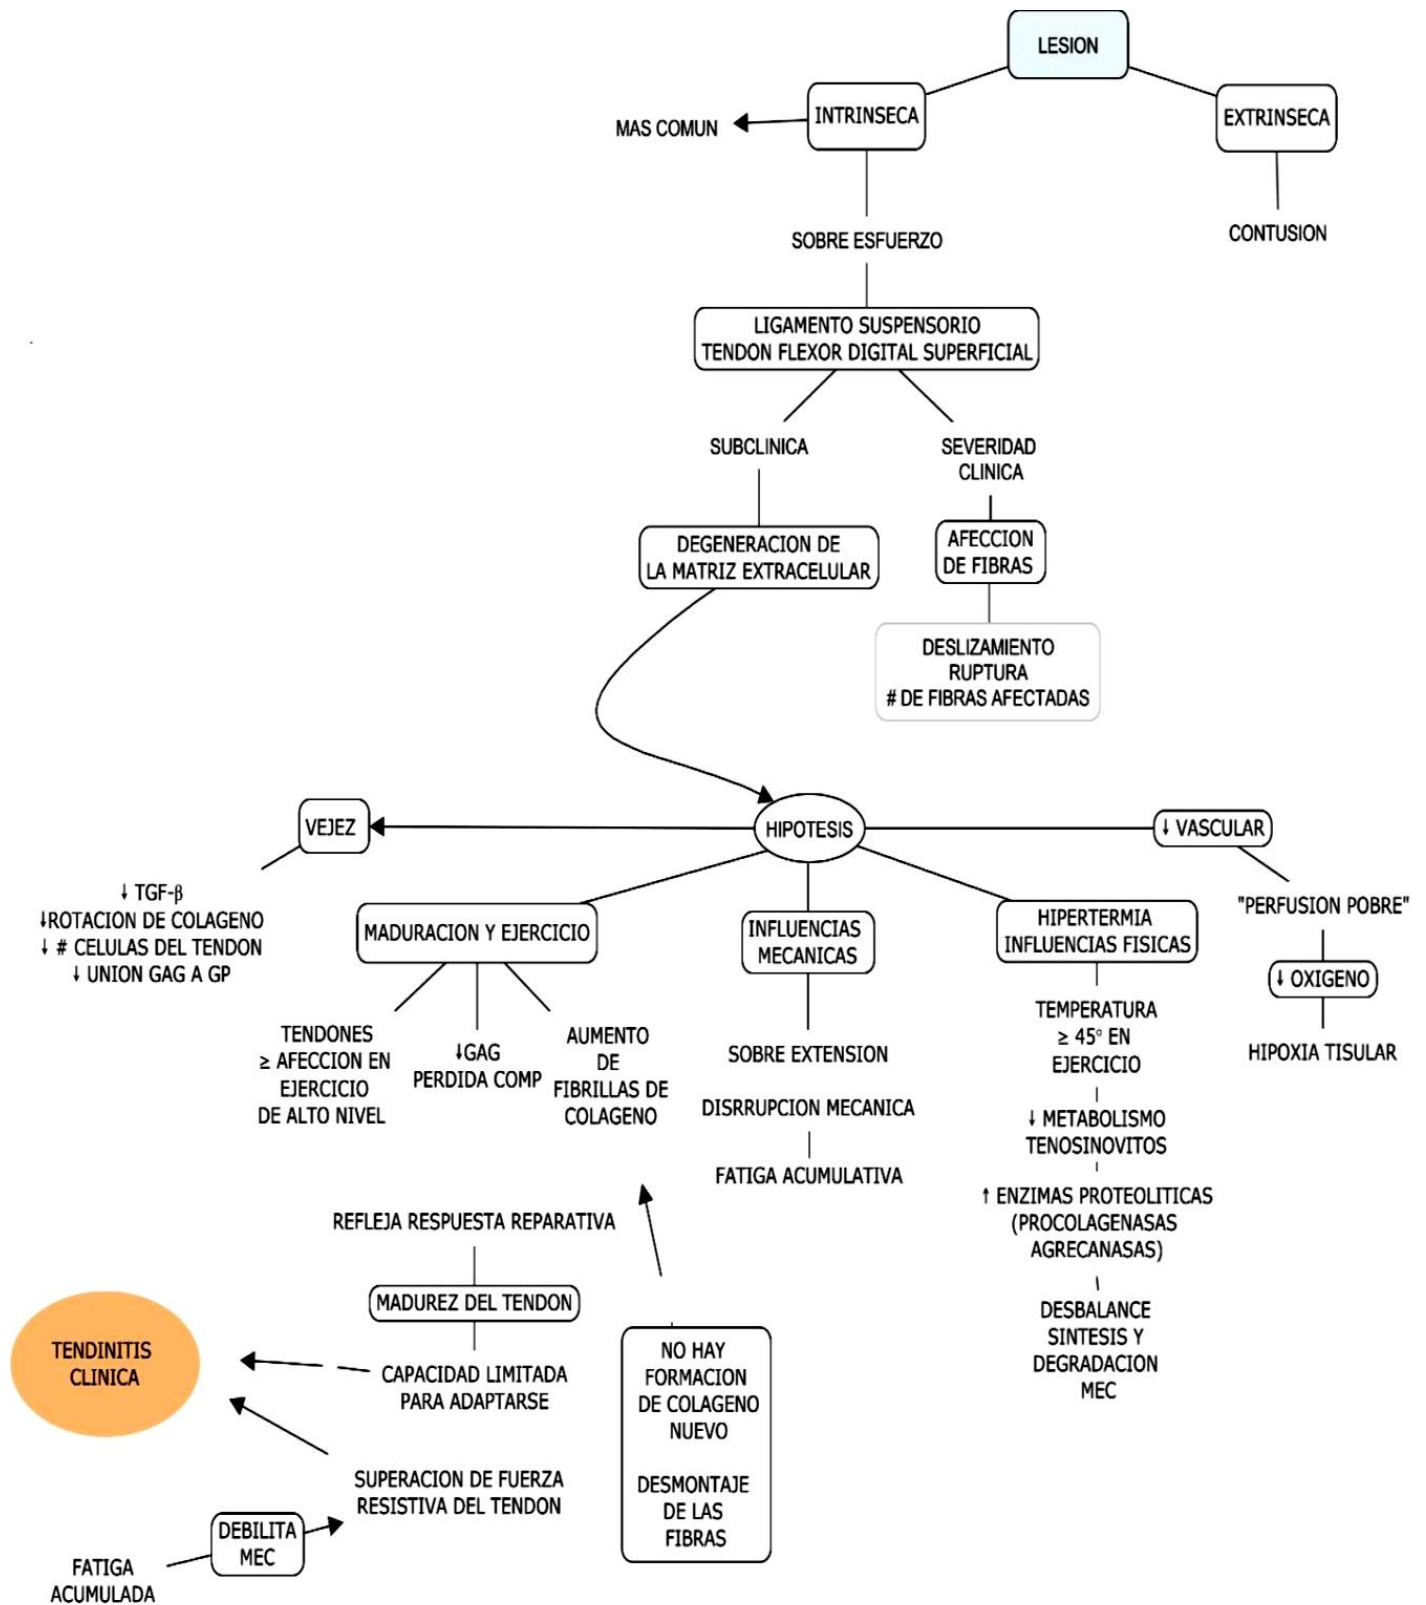 LESION
INTRINSECA
EXTRINSECA
MAS COMUN
SOBRE ESFUERZO
CONTUSION
LIGAMENTO SUSPENSORIO
TENDON FLEXOR DIGITAL SUPERFICIAL
SUBCLINICA
SEVERIDAD
CLINICA
DEGENERACION DE
LA MATRIZ EXTRACELULAR
AFECCION
DE FIBRAS
DESLIZAMIENTO
RUPTURA
# DE FIBRAS AFECTADAS
HIPOTESIS
VEJEZ
↓ TGF-β
↓ROTACION DE COLAGENO
↓ # CELULAS DEL TENDON
↓ UNION GAG A GP
MADURACION Y EJERCICIO
TENDONES
≥ AFECCION EN
EJERCICIO
DE ALTO NIVEL
↓GAG
PERDIDA COMP
AUMENTO
DE
FIBRILLAS DE
COLAGENO
INFLUENCIAS
MECANICAS
SOBRE EXTENSION
DISRRUPCION MECANICA
FATIGA ACUMULATIVA
HIPERTERMIA
INFLUENCIAS FISICAS
TEMPERATURA
≥ 45° EN
EJERCICIO
↓ METABOLISMO
TENOSINOVITOS
↑ ENZIMAS PROTEOLITICAS
(PROCOLAGENASAS
AGRECANASAS)
DESBALANCE
SINTESIS Y
DEGRADACION
MEC
↓ VASCULAR
"PERFUSION POBRE"
↓ OXIGENO
HIPOXIA TISULAR
REFLEJA RESPUESTA REPARATIVA
MADUREZ DEL TENDON
CAPACIDAD LIMITADA
PARA ADAPTARSE
TENDINITIS
CLINICA
NO HAY
FORMACION
DE COLAGENO
NUEVO
DESMONTAJE
DE LAS
FIBRAS
SUPERACION DE FUERZA
RESISTIVA DEL TENDON
DEBILITA
MEC
FATIGA
ACUMULADA